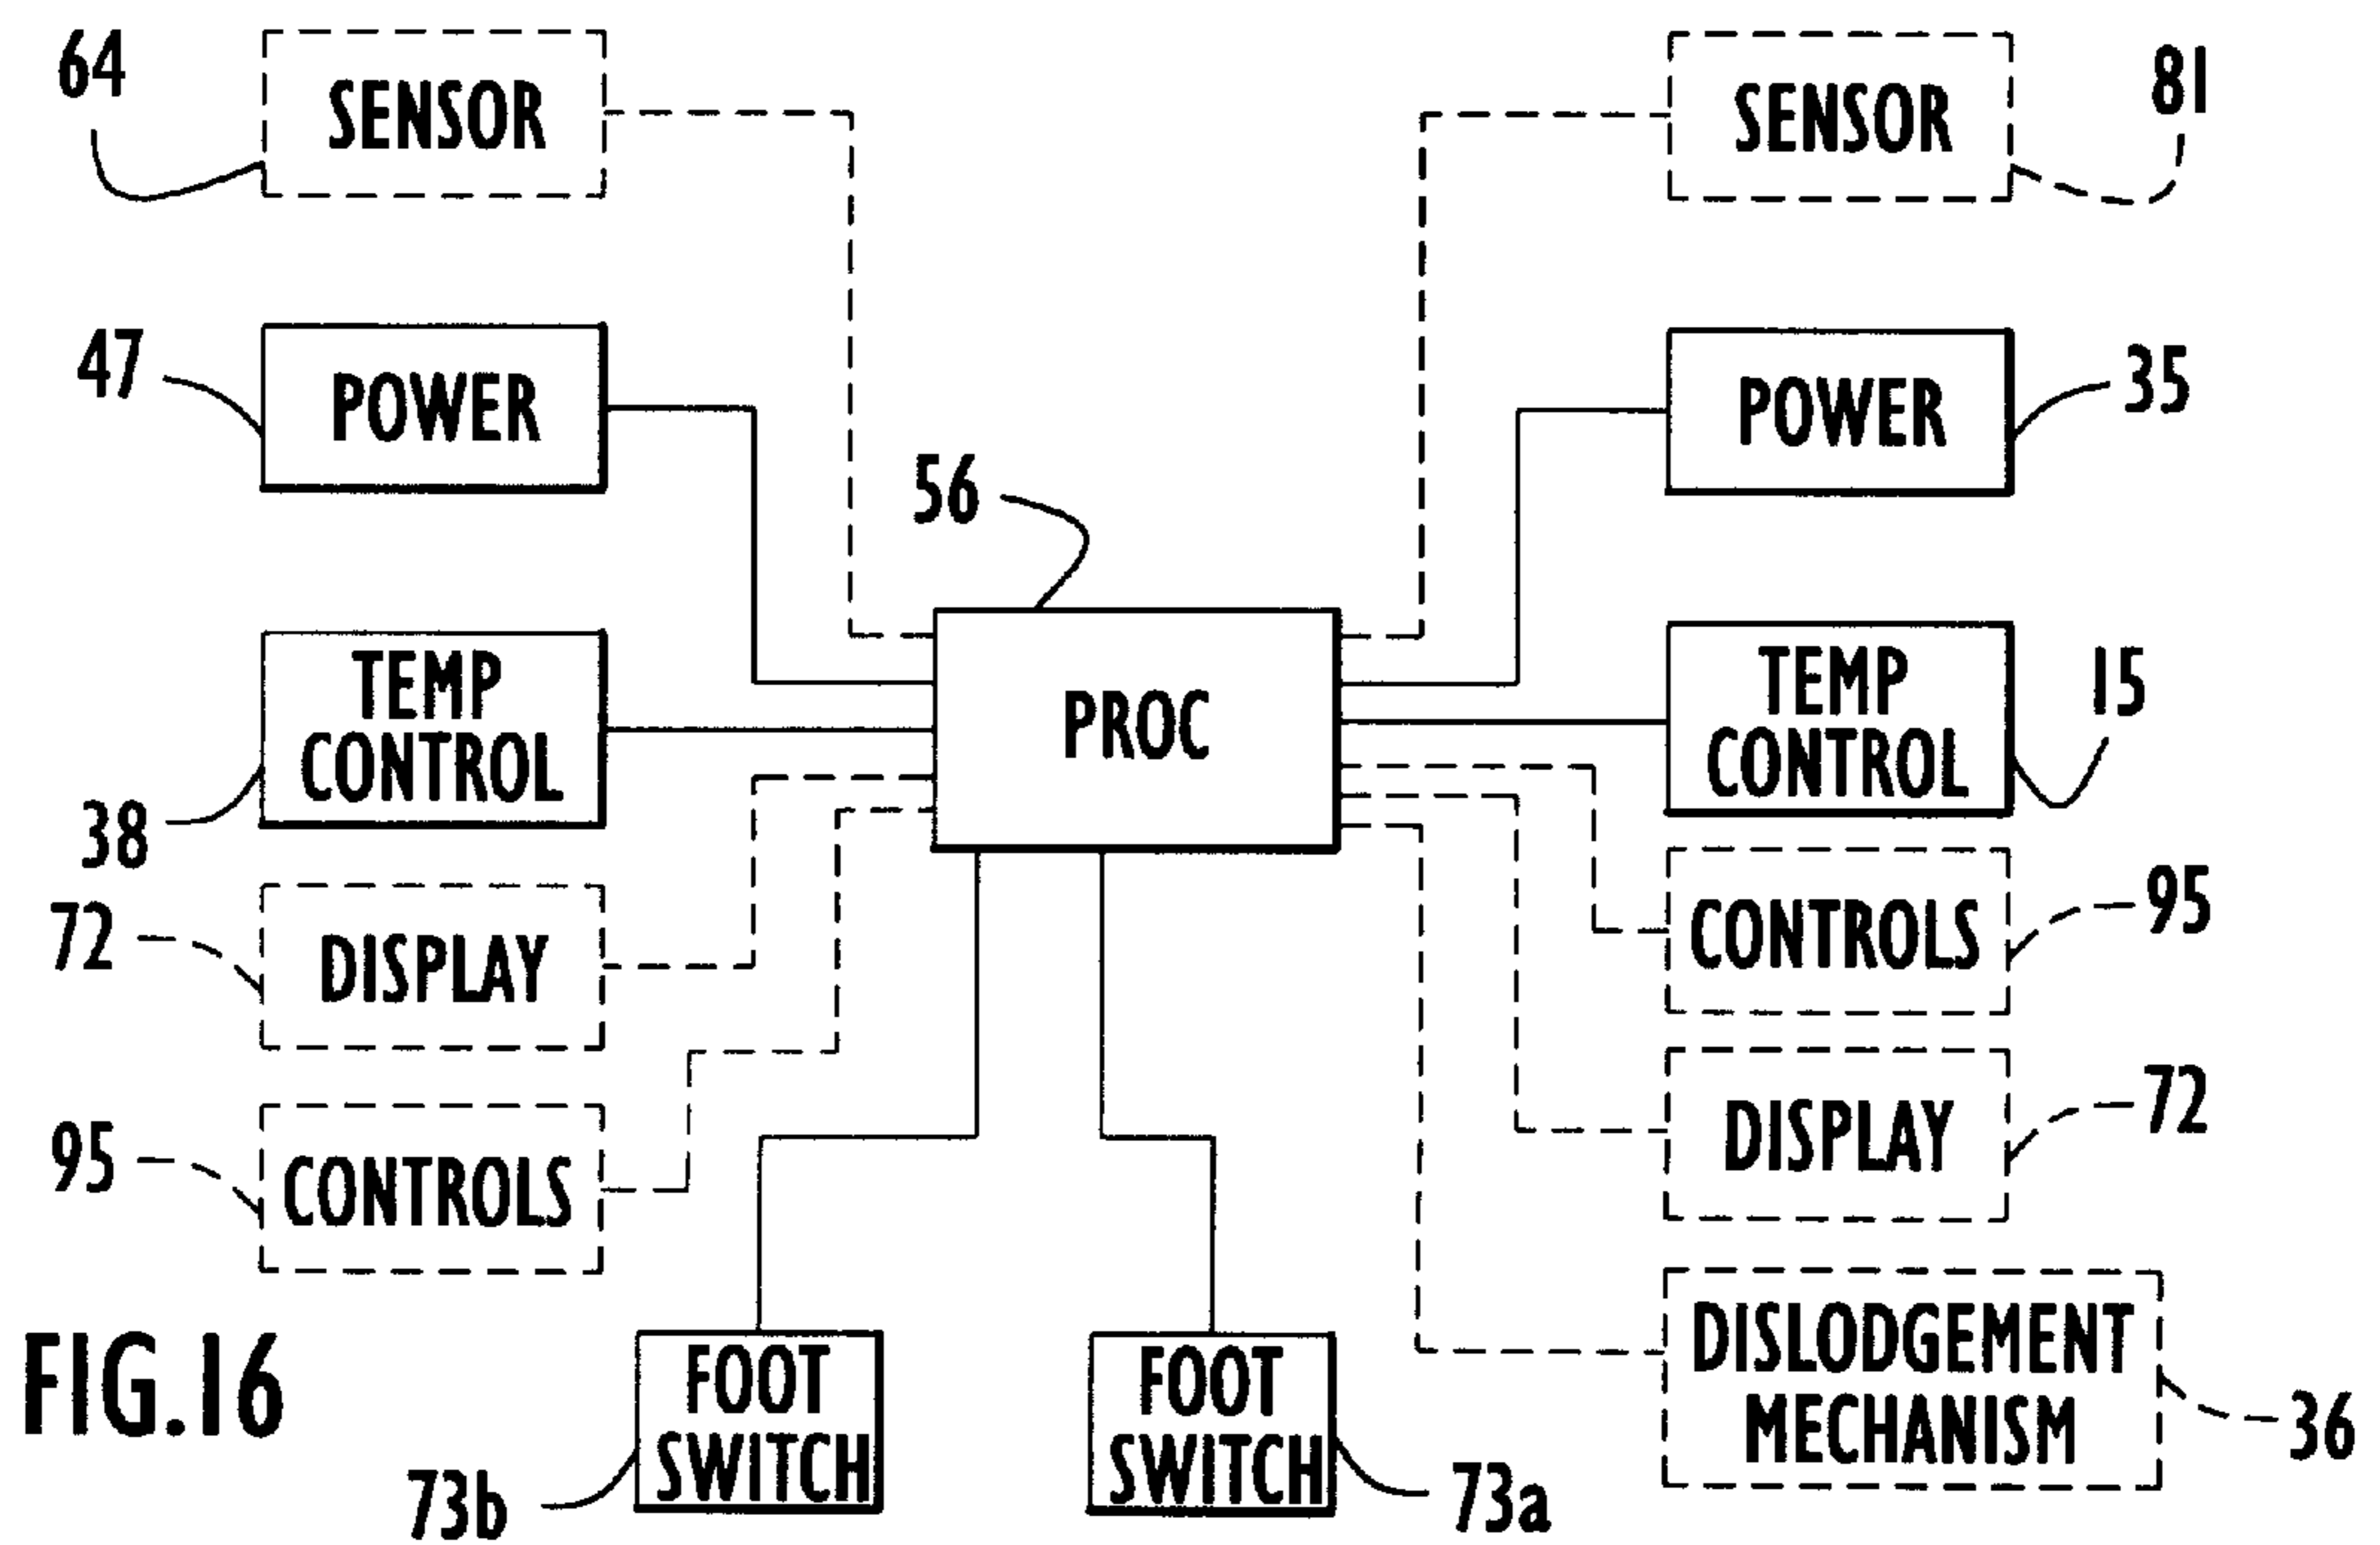 64
SENSOR
SENSOR
81
47
POWER
POWER
35
56
TEMP
CONTROL
38
PROC
TEMP
CONTROL
15
72
DISPLAY
CONTROLS
95
95
CONTROLS
DISPLAY
72
FIG.16
FOOT
SWITCH
73b
FOOT
SWITCH
73a
DISLODGEMENT
MECHANISM
36